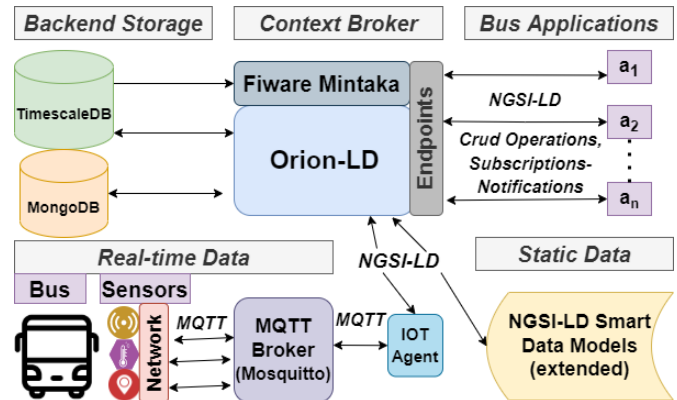 Backend Storage
Context Broker
Bus Applications
TimescaleDB
MongoDB
Fiware Mintaka
Orion-LD
Endpoints
NGSI-LD
Crud Operations,
Subscriptions-
Notifications
a1
a2
an
Real-time Data
Bus
Sensors
Network
MQTT
MQTT
Broker
(Mosquitto)
MQTT
IOT
Agent
NGSI-LD
Static Data
NGSI-LD Smart
Data Models
(extended)